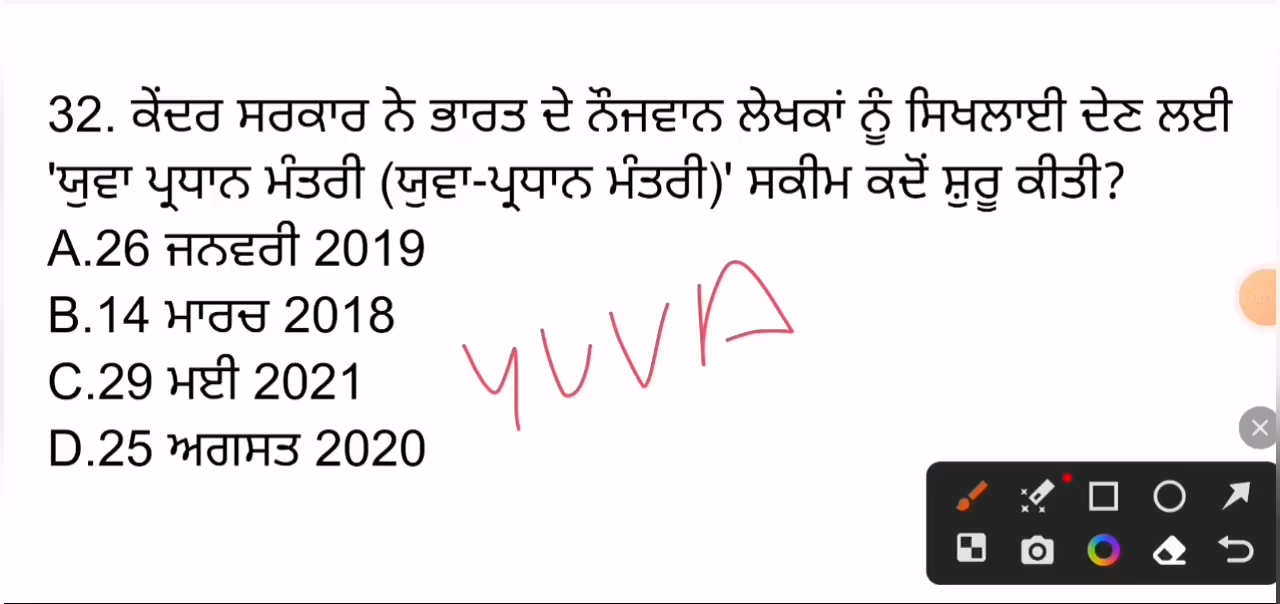 32. ਕੇਂਦਰ ਸਰਕਾਰ ਨੇ ਭਾਰਤ ਦੇ ਨੌਜਵਾਨ ਲੇਖਕਾਂ ਨੂੰ ਸਿਖਲਾਈ ਦੇਣ ਲਈ
'ਯੁਵਾ ਪ੍ਰਧਾਨ ਮੰਤਰੀ (ਯੁਵਾ-ਪ੍ਰਧਾਨ ਮੰਤਰੀ)' ਸਕੀਮ ਕਦੋਂ ਸ਼ੁਰੂ ਕੀਤੀ?
A.26 ਜਨਵਰੀ 2019
B.14 ਮਾਰਚ 2018
C.29 ਮਈ 2021
D.25 ਅਗਸਤ 2020
YUVA